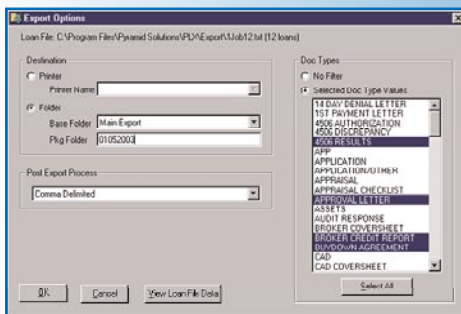 Export Options
Loan File: C:\Program Files\Pyramid Solutions\PLX\Export\1Job12.txt (12 loans)
Destination
Printer
Printer Name
Folder
Base Folder
Main Export
Pkg Folder
01052003
Post Export Process
Comma Delimited
OK
Cancel
View Loan File Data
Doc Types
No Filter
Selected Doc Type Values
14 DAY DENIAL LETTER
1ST PAYMENT LETTER
4506 AUTHORIZATION
4506 DISCREPANCY
4506 RESULTS
APP
APPLICATION
APPLICATION/OTHER
APPRAISAL
APPRAISAL CHECKLIST
APPROVAL LETTER
ASSETS
AUDIT RESPONSE
BROKER COVERSHEET
BROKER CREDIT REPORT
BUYDOWN AGREEMENT
CAD
CAD COVERSHEET
Select All